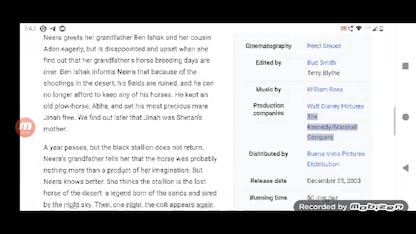 7:43
Neera greets her grandfather Ben Ishak and her cousin
Aden eagerly, but is disappointed and upset when she
find out that her grandfather's horse breeding days are
over. Ben Ishak informs Neera that because of the
shootings in the desert, his fields are ruined, and he can
no longer afford to keep any of his horses. He kept an
old plow-horse, Abha, and set his most precious mare
Jinah free. We find out later that Jinah was Shetan's
mother.
A year passes, but the black stallion does not return.
Neera's grandfather tells her that the horse was probably
nothing more than a product of her imagination. But
Neera knows better. She thinks the stallion is the lost
horse of the desert, a legend born of the sands and sired
by the night sky. Then, one night, the colt appears again.
Cinematography Reed Smoot
Edited by Bud Smith
Terry Blythe
Music by William Ross
Production companies Walt Disney Pictures
The
Kennedy/Marshall
Company
Distributed by Buena Vista Pictures
Distribution
Release date December 25, 2003
Running time 50 minutes
Recorded by Mobizen